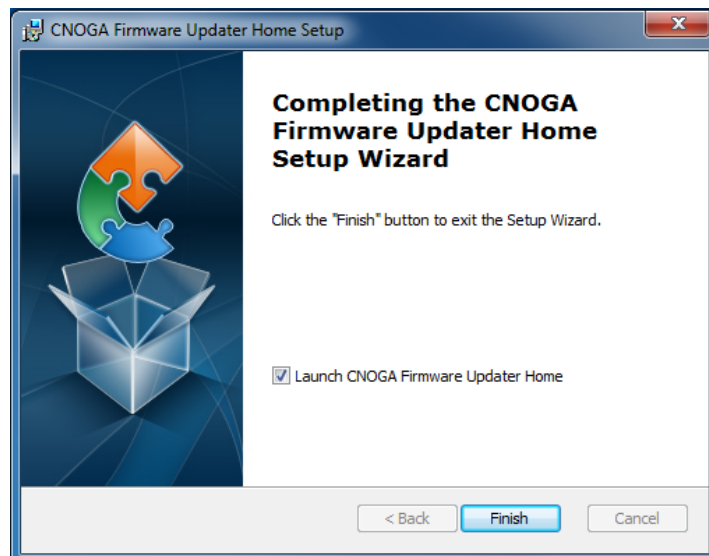 CNOGA Firmware Updater Home Setup
Completing the CNOGA
Firmware Updater Home
Setup Wizard
Click the "Finish" button to exit the Setup Wizard.
Launch CNOGA Firmware Updater Home
< Back Finish Cancel